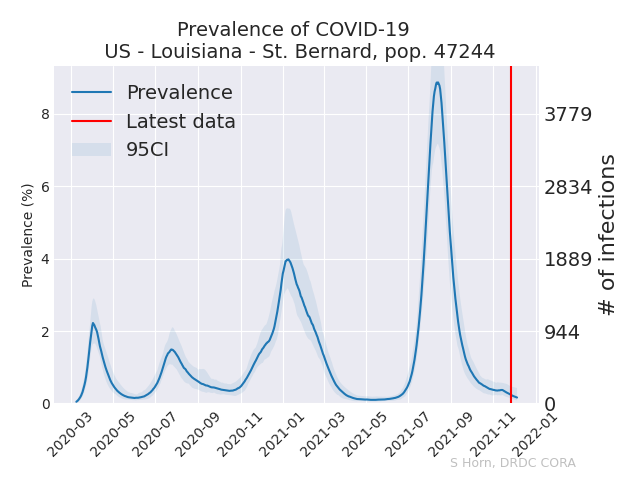 Prevalence of COVID-19
US - Louisiana - St. Bernard, pop. 47244
Prevalence
Latest data
95CI
Prevalence (%)
8
6
4
2
0
3779
2834
1889
944
0
# of infections
2020-03
2020-05
2020-07
2020-09
2020-11
2021-01
2021-03
2021-05
2021-07
2021-09
2021-11
2022-01
S Horn, DRDC CORA